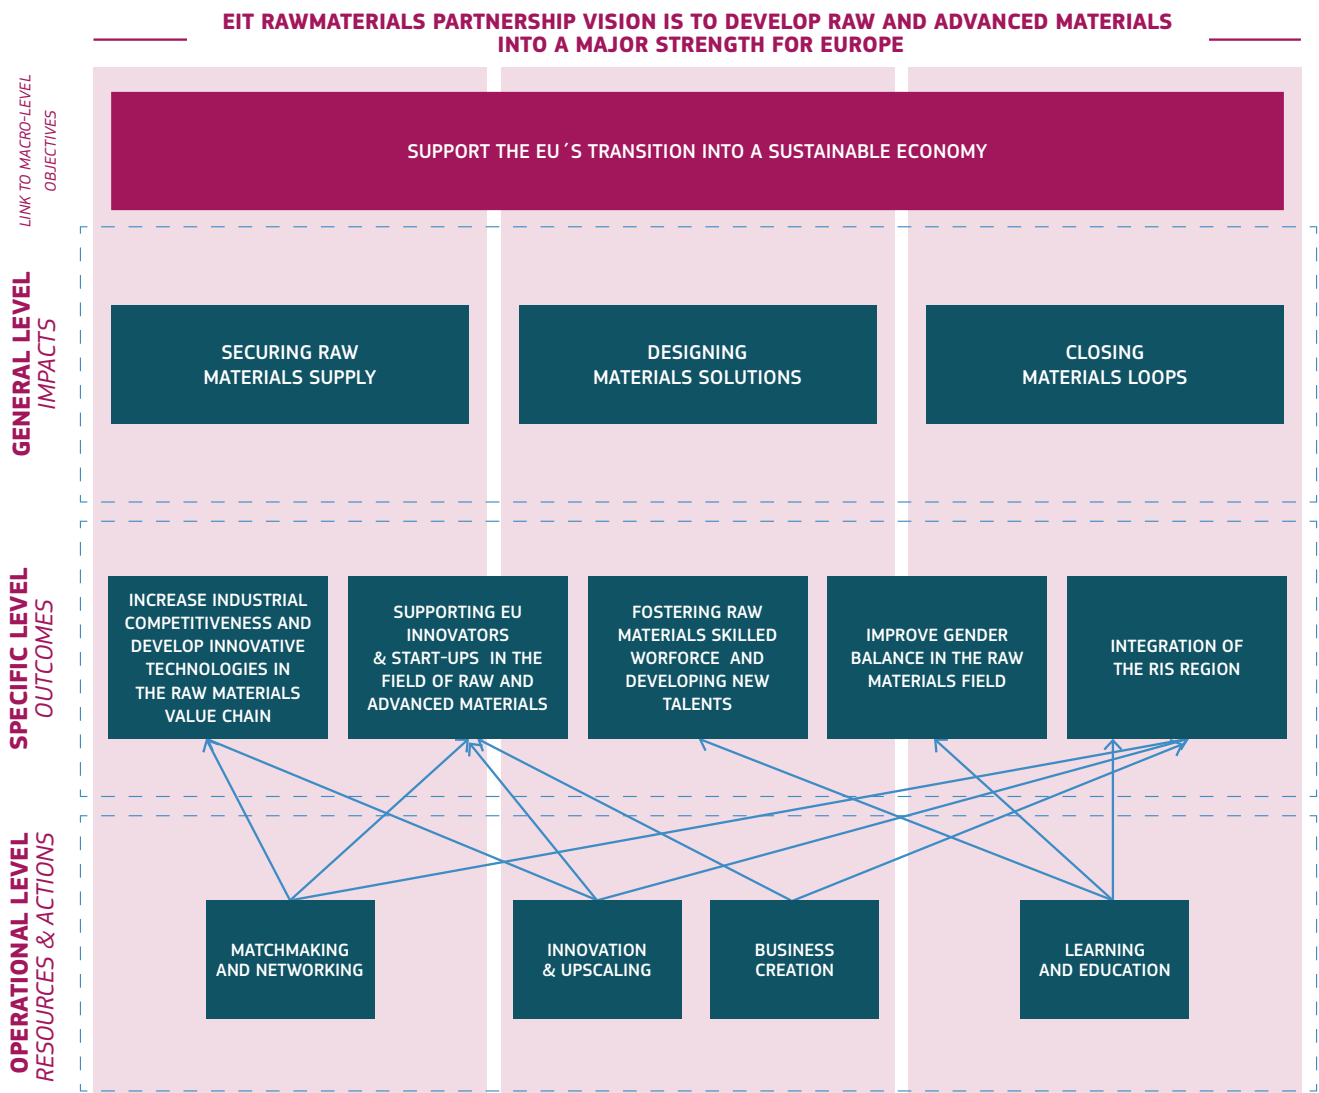 EIT RAWMATERIALS PARTNERSHIP VISION IS TO DEVELOP RAW AND ADVANCED MATERIALS
INTO A MAJOR STRENGTH FOR EUROPE
LINK TO MACRO-LEVEL
OBJECTIVES
SUPPORT THE EU´S TRANSITION INTO A SUSTAINABLE ECONOMY
GENERAL LEVEL
IMPACTS
SECURING RAW
MATERIALS SUPPLY
DESIGNING
MATERIALS SOLUTIONS
CLOSING
MATERIALS LOOPS
SPECIFIC LEVEL
OUTCOMES
INCREASE INDUSTRIAL
COMPETITIVENESS AND
DEVELOP INNOVATIVE
TECHNOLOGIES IN
THE RAW MATERIALS
VALUE CHAIN
SUPPORTING EU
INNOVATORS
& START-UPS IN THE
FIELD OF RAW AND
ADVANCED MATERIALS
FOSTERING RAW
MATERIALS SKILLED
WORFORCE AND
DEVELOPING NEW
TALENTS
IMPROVE GENDER
BALANCE IN THE RAW
MATERIALS FIELD
INTEGRATION OF
THE RIS REGION
OPERATIONAL LEVEL
RESOURCES & ACTIONS
MATCHMAKING
AND NETWORKING
INNOVATION
& UPSCALING
BUSINESS
CREATION
LEARNING
AND EDUCATION